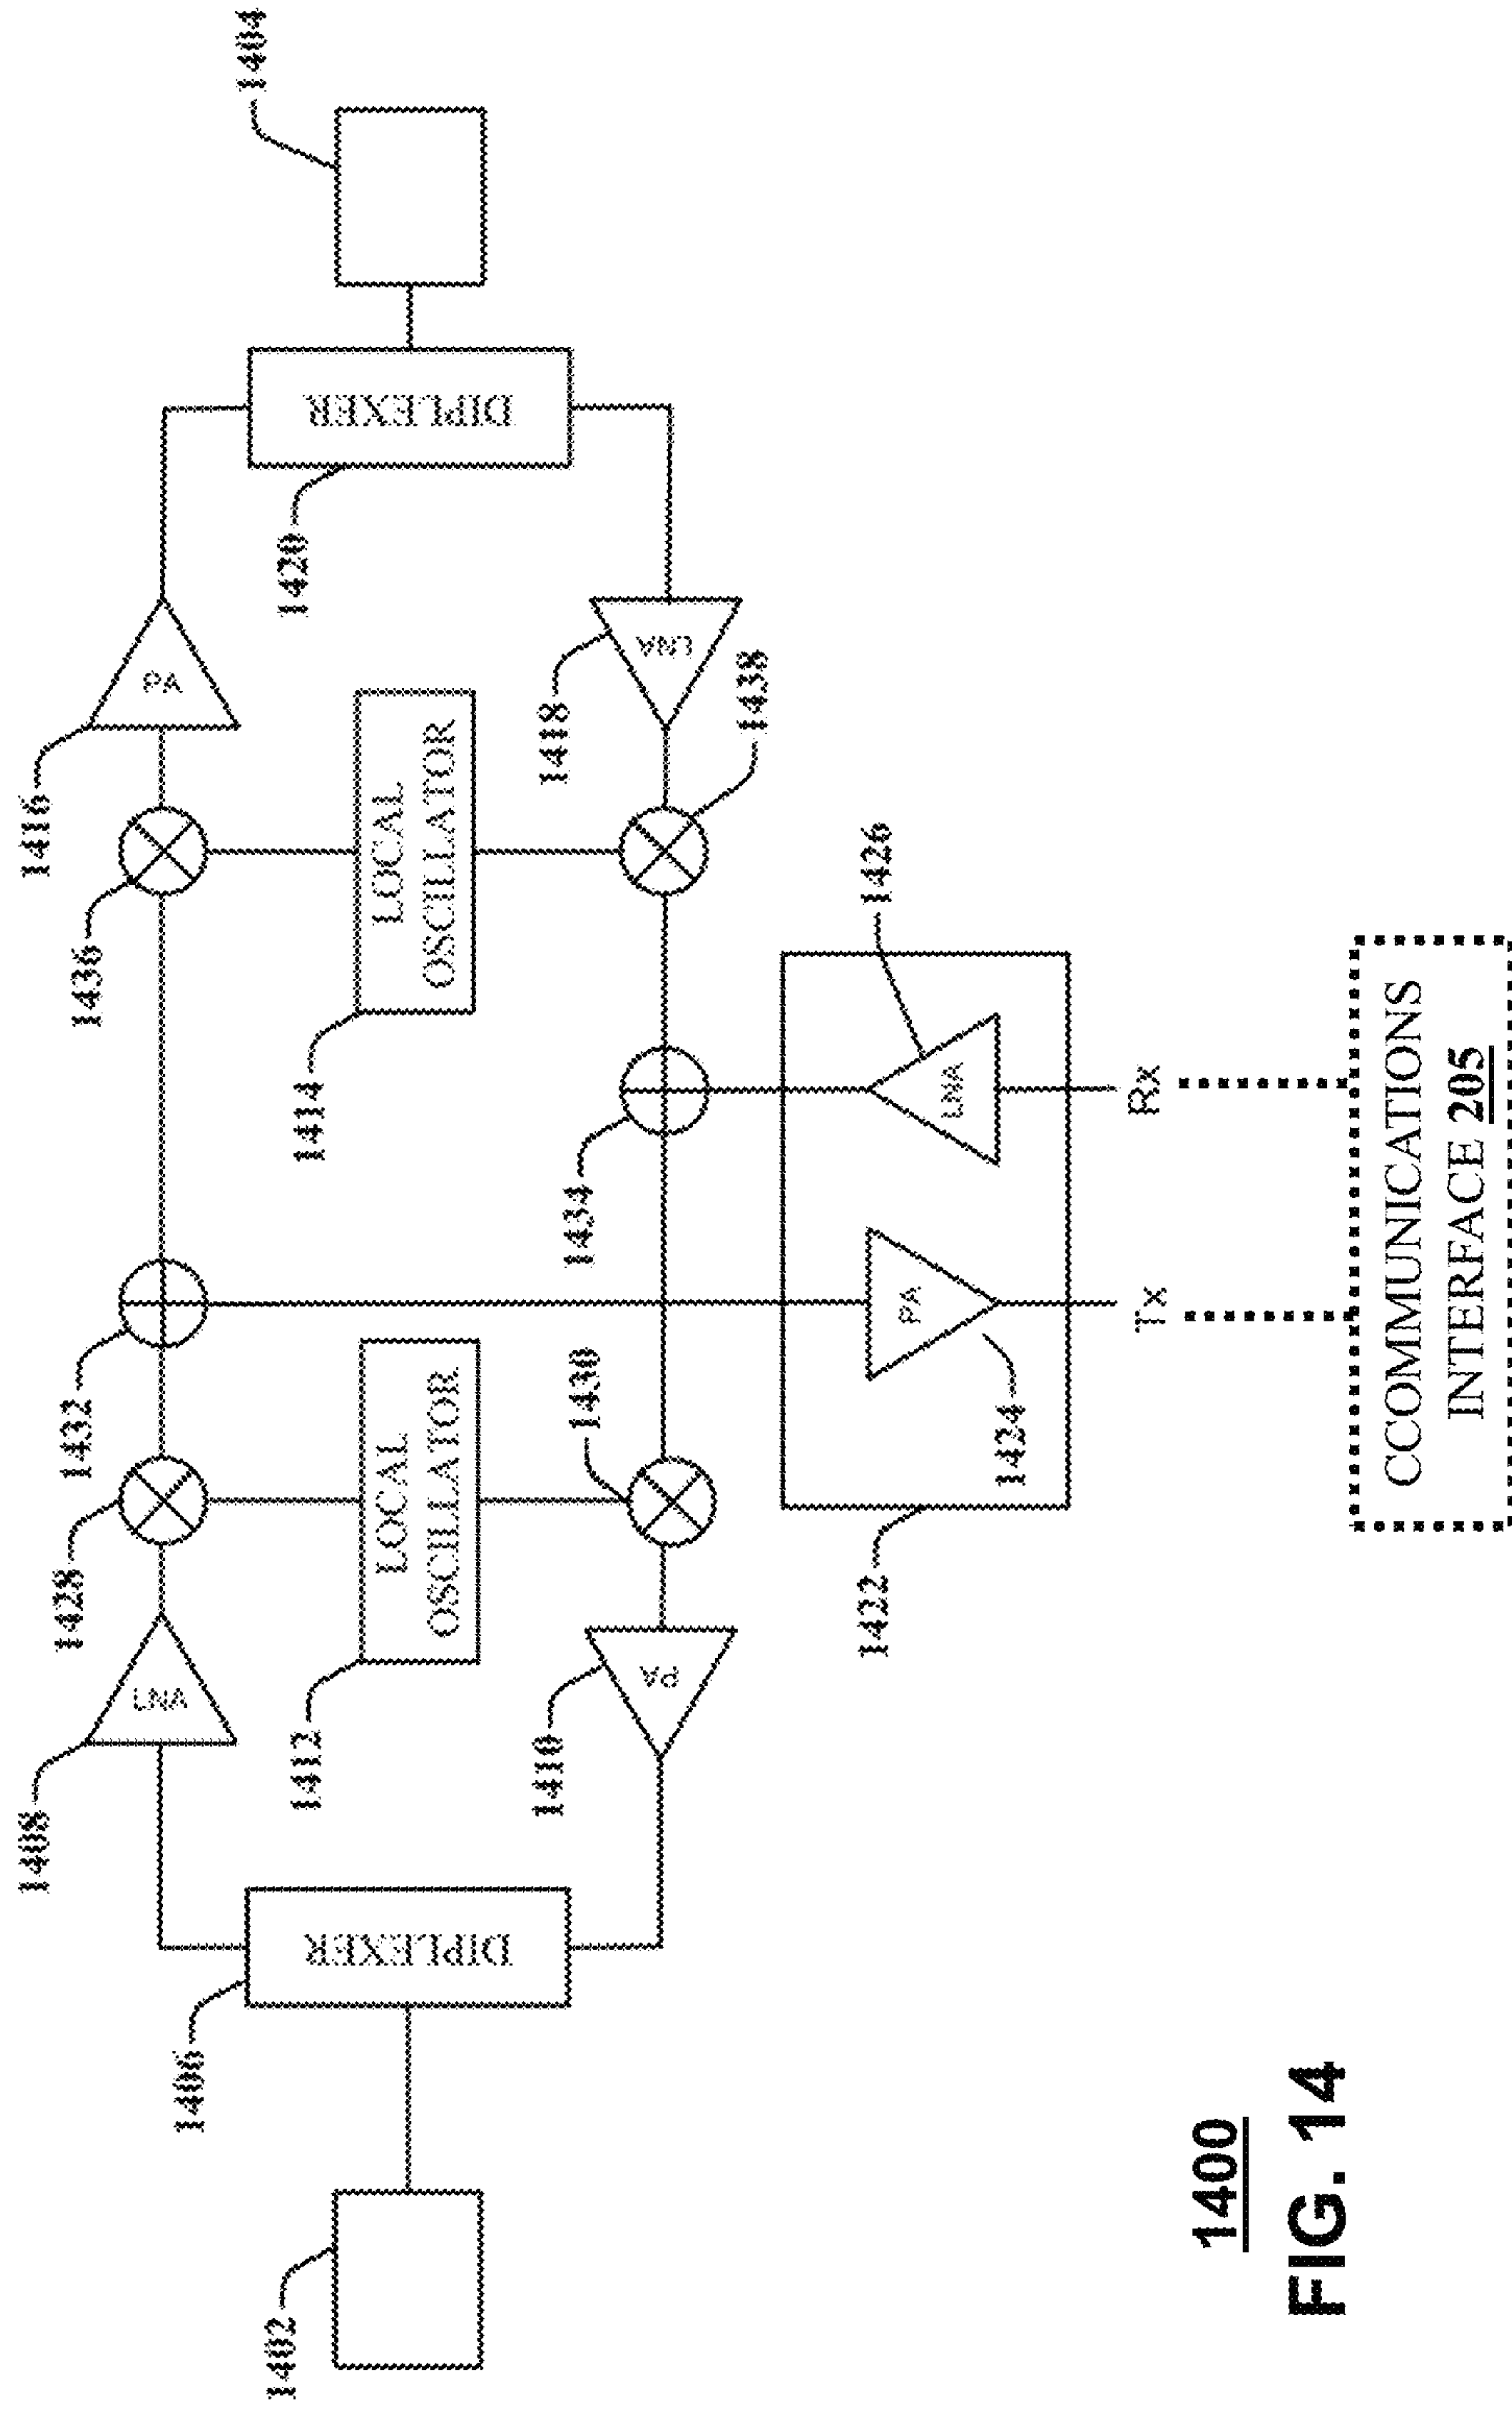 1404
1416
PA
1420
DIPLEXER
1436
LOCAL
OSCILLATOR
1414
LNA
1418
1438
1432
1434
1426
LNA
Rx
1428
LOCAL
OSCILLATOR
1412
1430
PA
1424
Tx
1422
CCOMMUNICATIONS
INTERFACE 205
1408
LNA
1410
PA
1406
DIPLEXER
1402
1400
FIG. 14